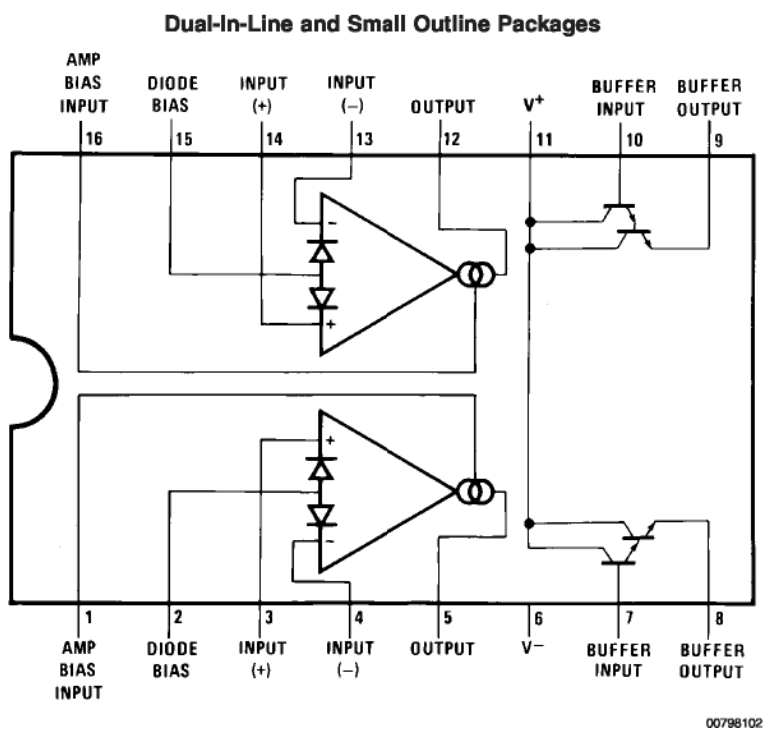 Dual-In-Line and Small Outline Packages
AMP
BIAS
INPUT
DIODE
BIAS
INPUT
(+)
INPUT
(−)
OUTPUT
V+
BUFFER
INPUT
BUFFER
OUTPUT
16
15
14
13
12
11
10
9
-
+
+
-
1
2
3
4
5
6
7
8
AMP
BIAS
INPUT
DIODE
BIAS
INPUT
(+)
INPUT
(−)
OUTPUT
V−
BUFFER
INPUT
BUFFER
OUTPUT
00798102